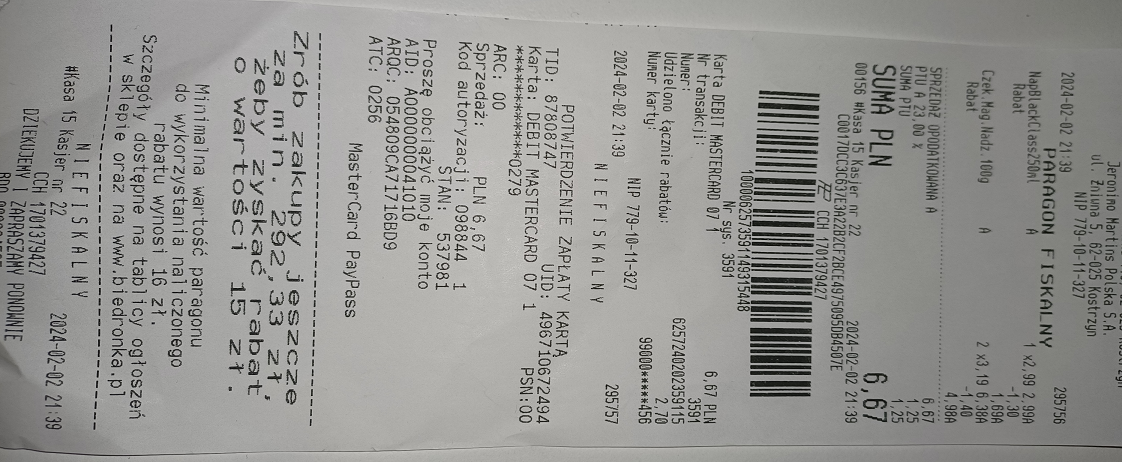 Jeronimo Martins Polska S.A.
ul. Żniwna 5, 62-025 Kostrzyn
NIP 779-10-11-327
2024-02-02 21:39 295756
PARAGON FISKALNY
NapBlackClass250ml A 1 x2,99 2,99A
Rabat -1,30
1,69A
Czek.Mag.Nadz.100g A 2 x3,19 6,38A
Rabat -1,40
4,98A
SPRZEDAŻ OPODATKOWANA A 6,67
PTU A 23,00 % 1,25
SUMA PTU 1,25
SUMA PLN 6,67
00156 #Kasa 15 Kasjer nr 22 2024-02-02 21:39
CCH 1701379427
1000062573591149315448
Nr sys. 3591
Karta DEBIT MASTERCARD 07 1 6,67 PLN
Nr transakcji: 3591
Numer: 6257240202359115
Udzielono łącznie rabatów: 2,70
Numer karty: 99000*****456
NIP 779-10-11-327
2024-02-02 21:39 295757
N I E F I S K A L N Y
POTWIERDZENIE ZAPŁATY KARTĄ
TID: 87808747 UID: 496710672494
Karta: DEBIT MASTERCARD 07 1
************0279 PSN:00
ARC: 00
Sprzedaż: PLN 6,67
Kod autoryzacji: 098844 1
STAN: 537981
Proszę obciążyć moje konto
AID: A0000000041010
ARQC: 054809CA71716BD9
ATC: 0256
MasterCard PayPass
Zrób zakupy jeszcze
za min. 292,33 zł,
żeby zyskać rabat
o wartości 15 zł.
Minimalna wartość paragonu
do wykorzystania naliczonego
rabatu wynosi 16 zł.
Szczegóły dostępne na tablicy ogłoszeń
w sklepie oraz na www.biedronka.pl
N I E F I S K A L N Y
#Kasa 15 Kasjer nr 22 2024-02-02 21:39
CCH 1701379427
DZIĘKUJEMY I ZAPRASZAMY PONOWNIE
BDO